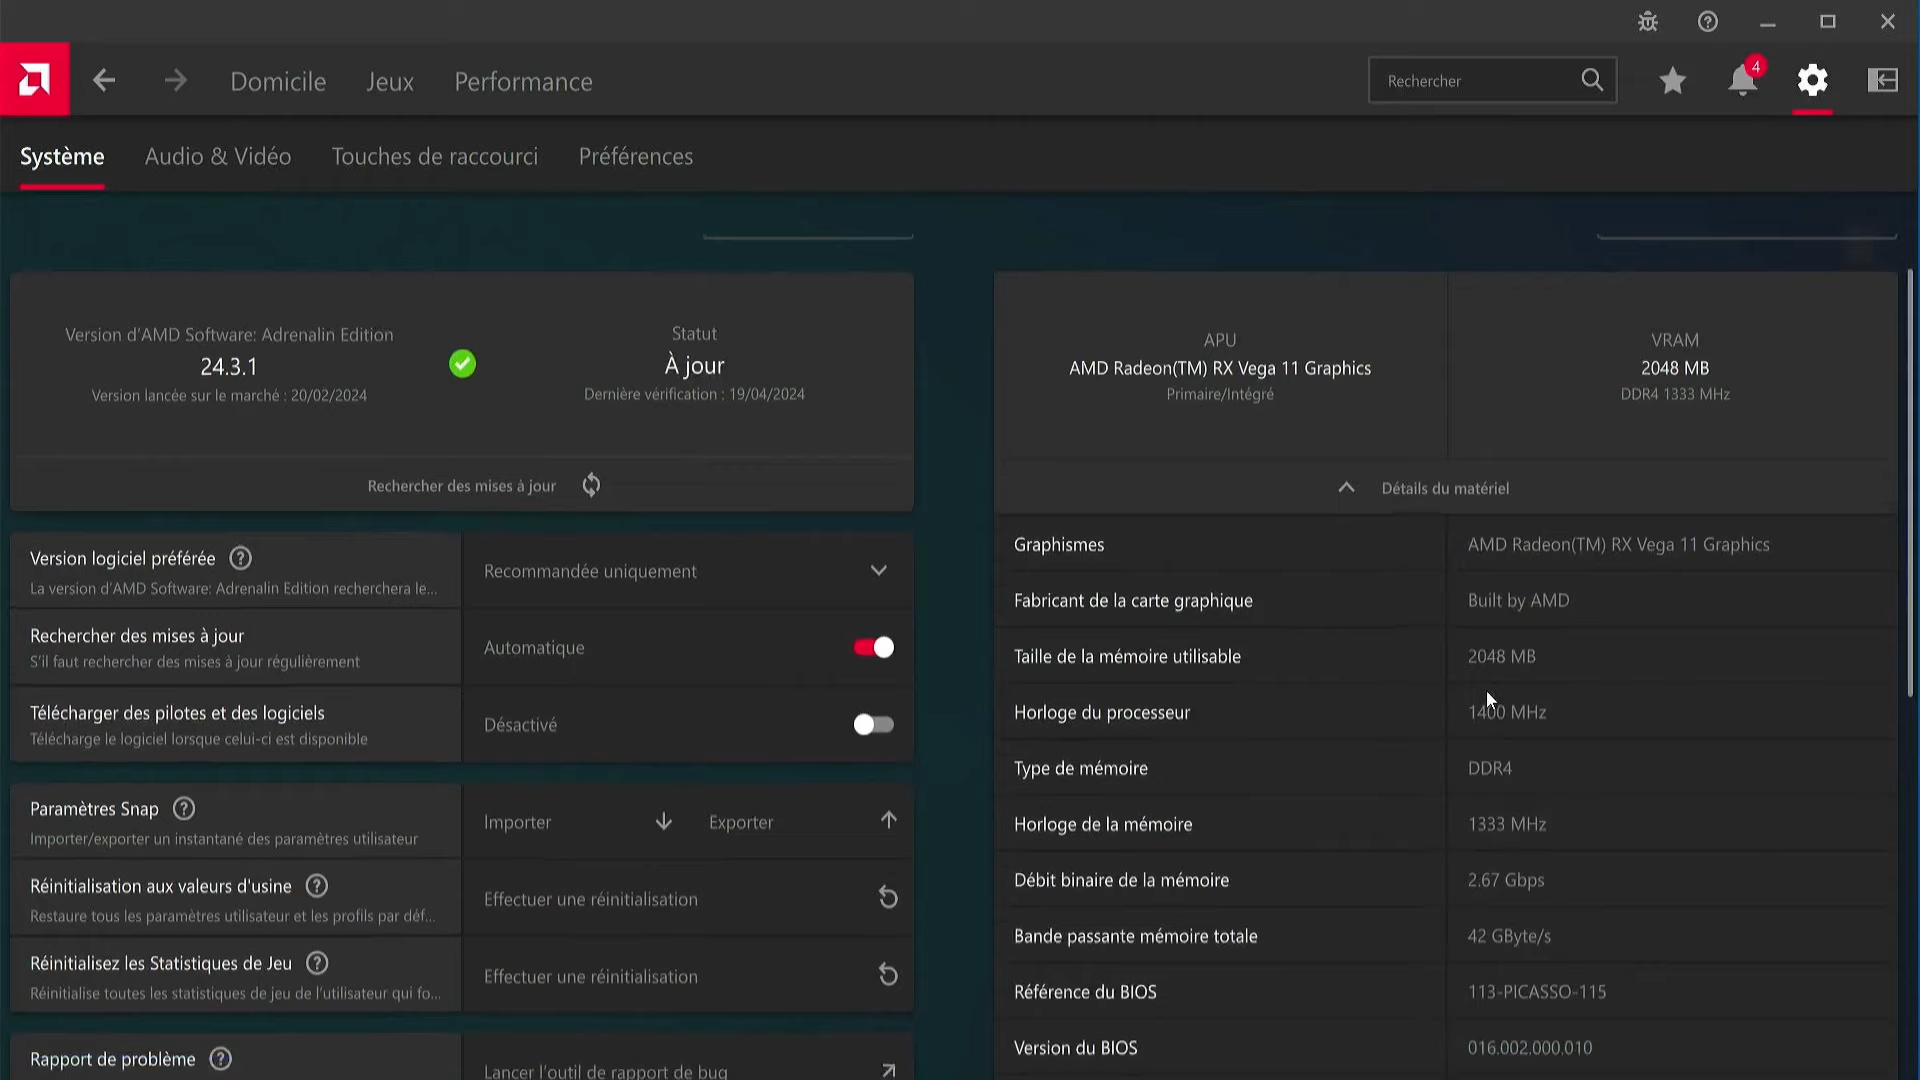 Domicile
Jeux
Performance
Rechercher
4
Système
Audio & Vidéo
Touches de raccourci
Préférences
Version d'AMD Software: Adrenalin Edition
24.3.1
Version lancée sur le marché : 20/02/2024
Statut
À jour
Dernière vérification : 19/04/2024
Rechercher des mises à jour
Version logiciel préférée
La version d'AMD Software: Adrenalin Edition recherchera le...
Recommandée uniquement
Rechercher des mises à jour
S'il faut rechercher des mises à jour régulièrement
Automatique
Télécharger des pilotes et des logiciels
Télécharge le logiciel lorsque celui-ci est disponible
Désactivé
Paramètres Snap
Importer/exporter un instantané des paramètres utilisateur
Importer
Exporter
Réinitialisation aux valeurs d'usine
Restaure tous les paramètres utilisateur et les profils par déf...
Effectuer une réinitialisation
Réinitialisez les Statistiques de Jeu
Réinitialise toutes les statistiques de jeu de l'utilisateur qui fo...
Effectuer une réinitialisation
Rapport de problème
Lancer l'outil de rapport de bug
APU
AMD Radeon(TM) RX Vega 11 Graphics
Primaire/Intégré
VRAM
2048 MB
DDR4 1333 MHz
Détails du matériel
Graphismes
AMD Radeon(TM) RX Vega 11 Graphics
Fabricant de la carte graphique
Built by AMD
Taille de la mémoire utilisable
2048 MB
Horloge du processeur
1400 MHz
Type de mémoire
DDR4
Horloge de la mémoire
1333 MHz
Débit binaire de la mémoire
2.67 Gbps
Bande passante mémoire totale
42 GByte/s
Référence du BIOS
113-PICASSO-115
Version du BIOS
016.002.000.010